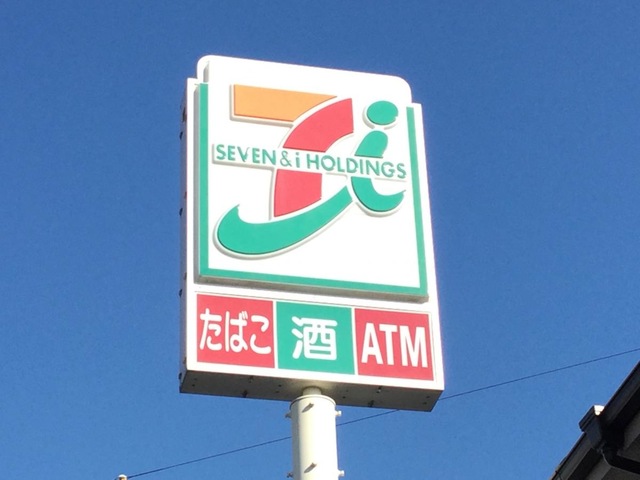 SEVEN&i HOLDINGS
たばこ 酒 ATM